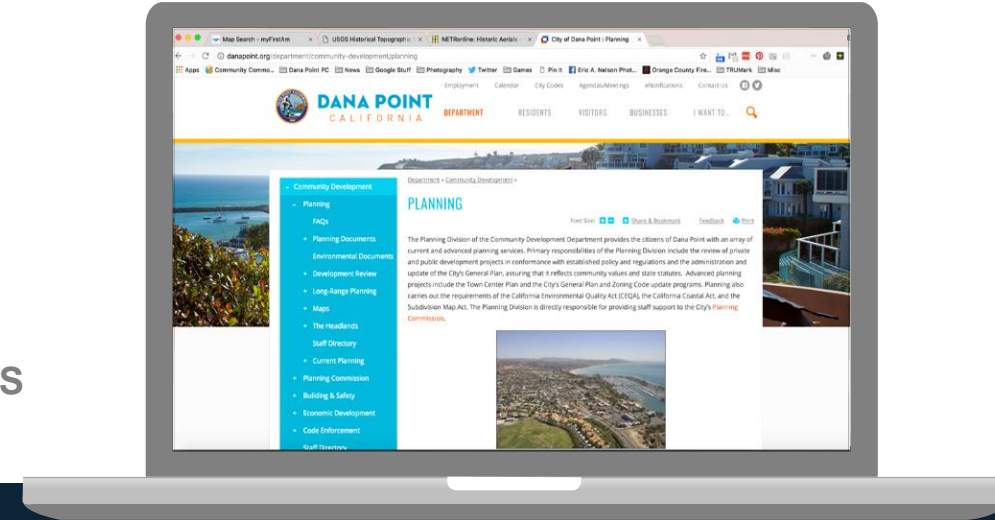 Map Search - myFirstAm
USGS Historical Topographic
NETRonline: Historic Aerials
City of Dana Point : Planning
danapoint.org/department/community-development/planning
Apps Community Commo... Dana Point PC News Google Stuff Photography Twitter Games Pin It Eric A. Nelson Phot... Orange County Fire... TRUMark Misc
Employment Calendar City Codes Agendas/Meetings eNotifications Contact Us
DANA POINT
CALIFORNIA
DEPARTMENT RESIDENTS VISITORS BUSINESSES I WANT TO...
Department » Community Development »
PLANNING
Font Size: Share & Bookmark Feedback Print
The Planning Division of the Community Development Department provides the citizens of Dana Point with an array of
current and advanced planning services. Primary responsibilities of the Planning Division include the review of private
and public development projects in conformance with established policy and regulations and the administration and
update of the City's General Plan, assuring that it reflects community values and state statutes. Advanced planning
projects include the Town Center Plan and the City's General Plan and Zoning Code update programs. Planning also
carries out the requirements of the California Environmental Quality Act (CEQA), the California Coastal Act, and the
Subdivision Map Act. The Planning Division is directly responsible for providing staff support to the City's Planning
Commission.
- Community Development
- Planning
FAQs
+ Planning Documents
Environmental Documents
+ Development Review
+ Long-Range Planning
+ Maps
+ The Headlands
Staff Directory
+ Current Planning
+ Planning Commission
+ Building & Safety
+ Economic Development
+ Code Enforcement
Staff Directory
S